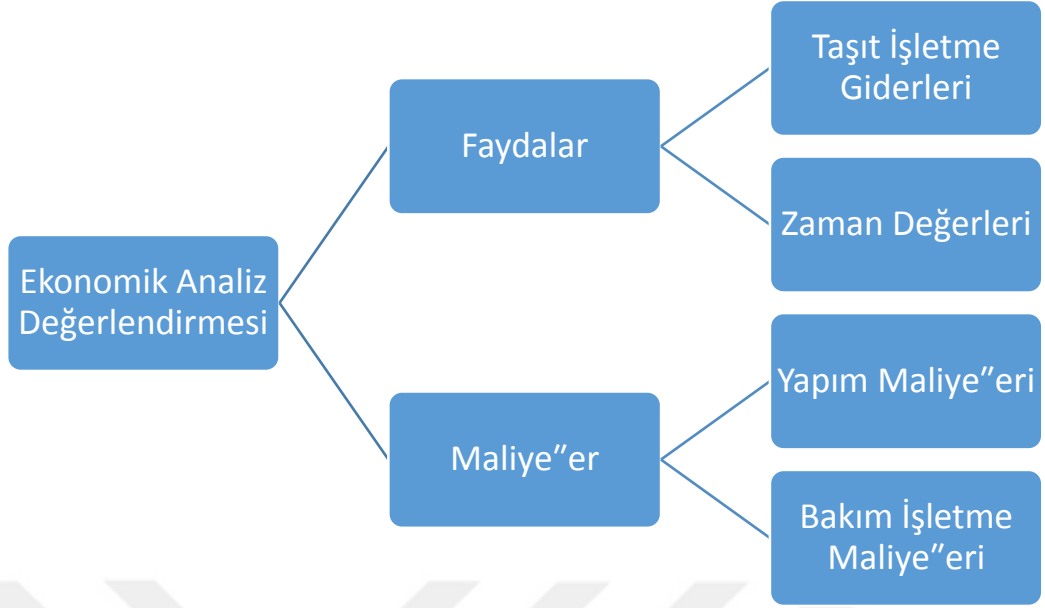 Taşıt İşletme
Giderleri
Faydalar
Zaman Değerleri
Ekonomik Analiz
Değerlendirmesi
Yapım Maliye”eri
Maliye”er
Bakım İşletme
Maliye”eri